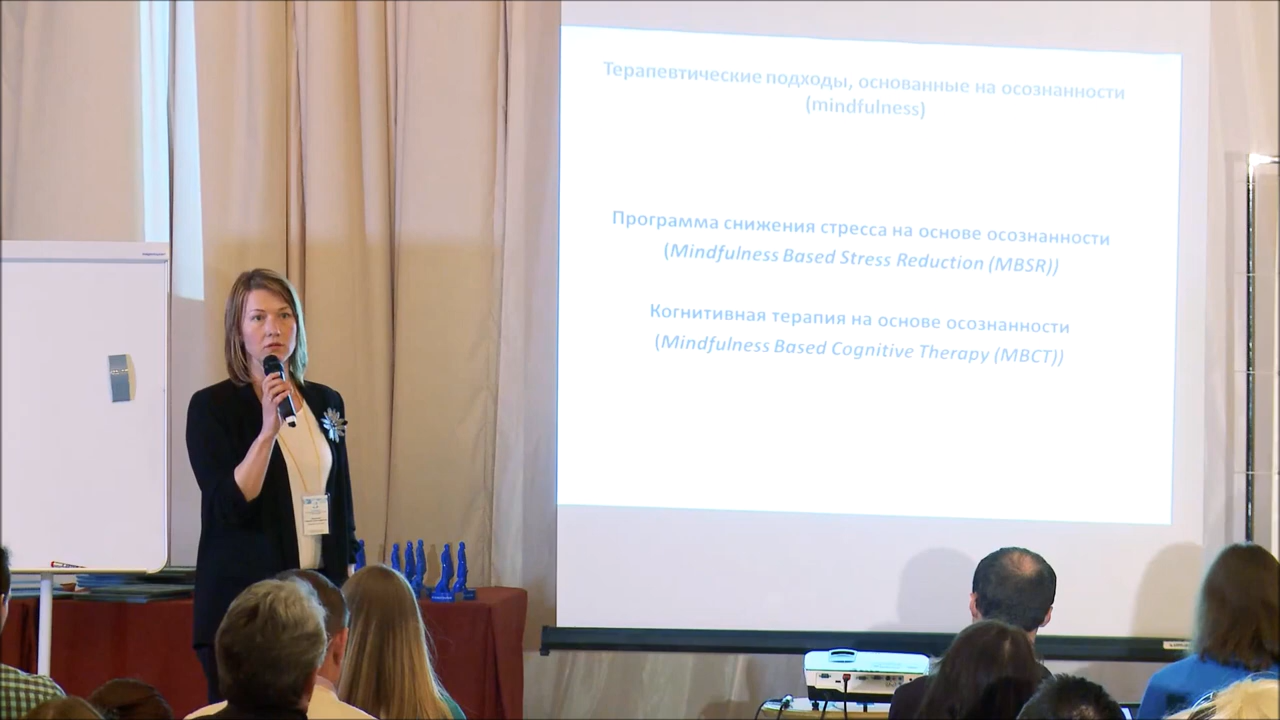 Терапевтические подходы, основанные на осознанности
(mindfulness)
Программа снижения стресса на основе осознанности
(Mindfulness Based Stress Reduction (MBSR))
Когнитивная терапия на основе осознанности
(Mindfulness Based Cognitive Therapy (MBCT))